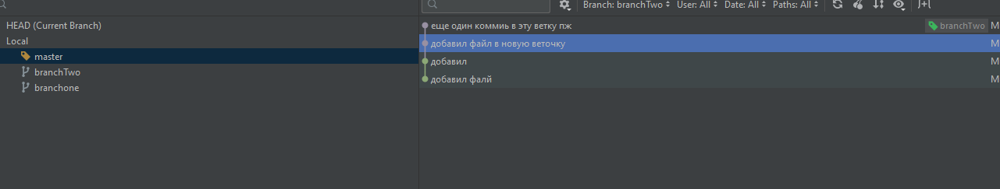 Branch: branchTwo User: All Date: All Paths: All
HEAD (Current Branch)
Local
master
branchTwo
branchone
еще один коммиь в эту ветку пж branchTwo M
добавил файл в новую веточку M
добавил M
добавил фалй M